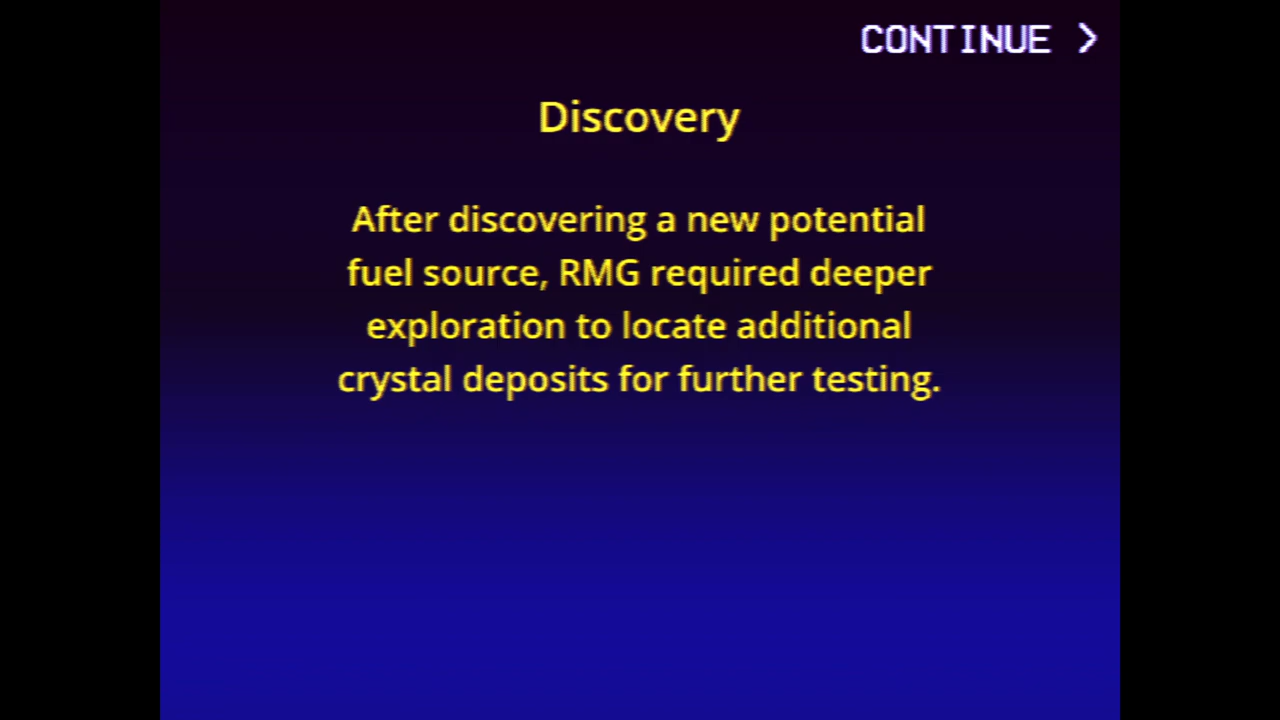 CONTINUE >
Discovery
After discovering a new potential
fuel source, RMG required deeper
exploration to locate additional
crystal deposits for further testing.